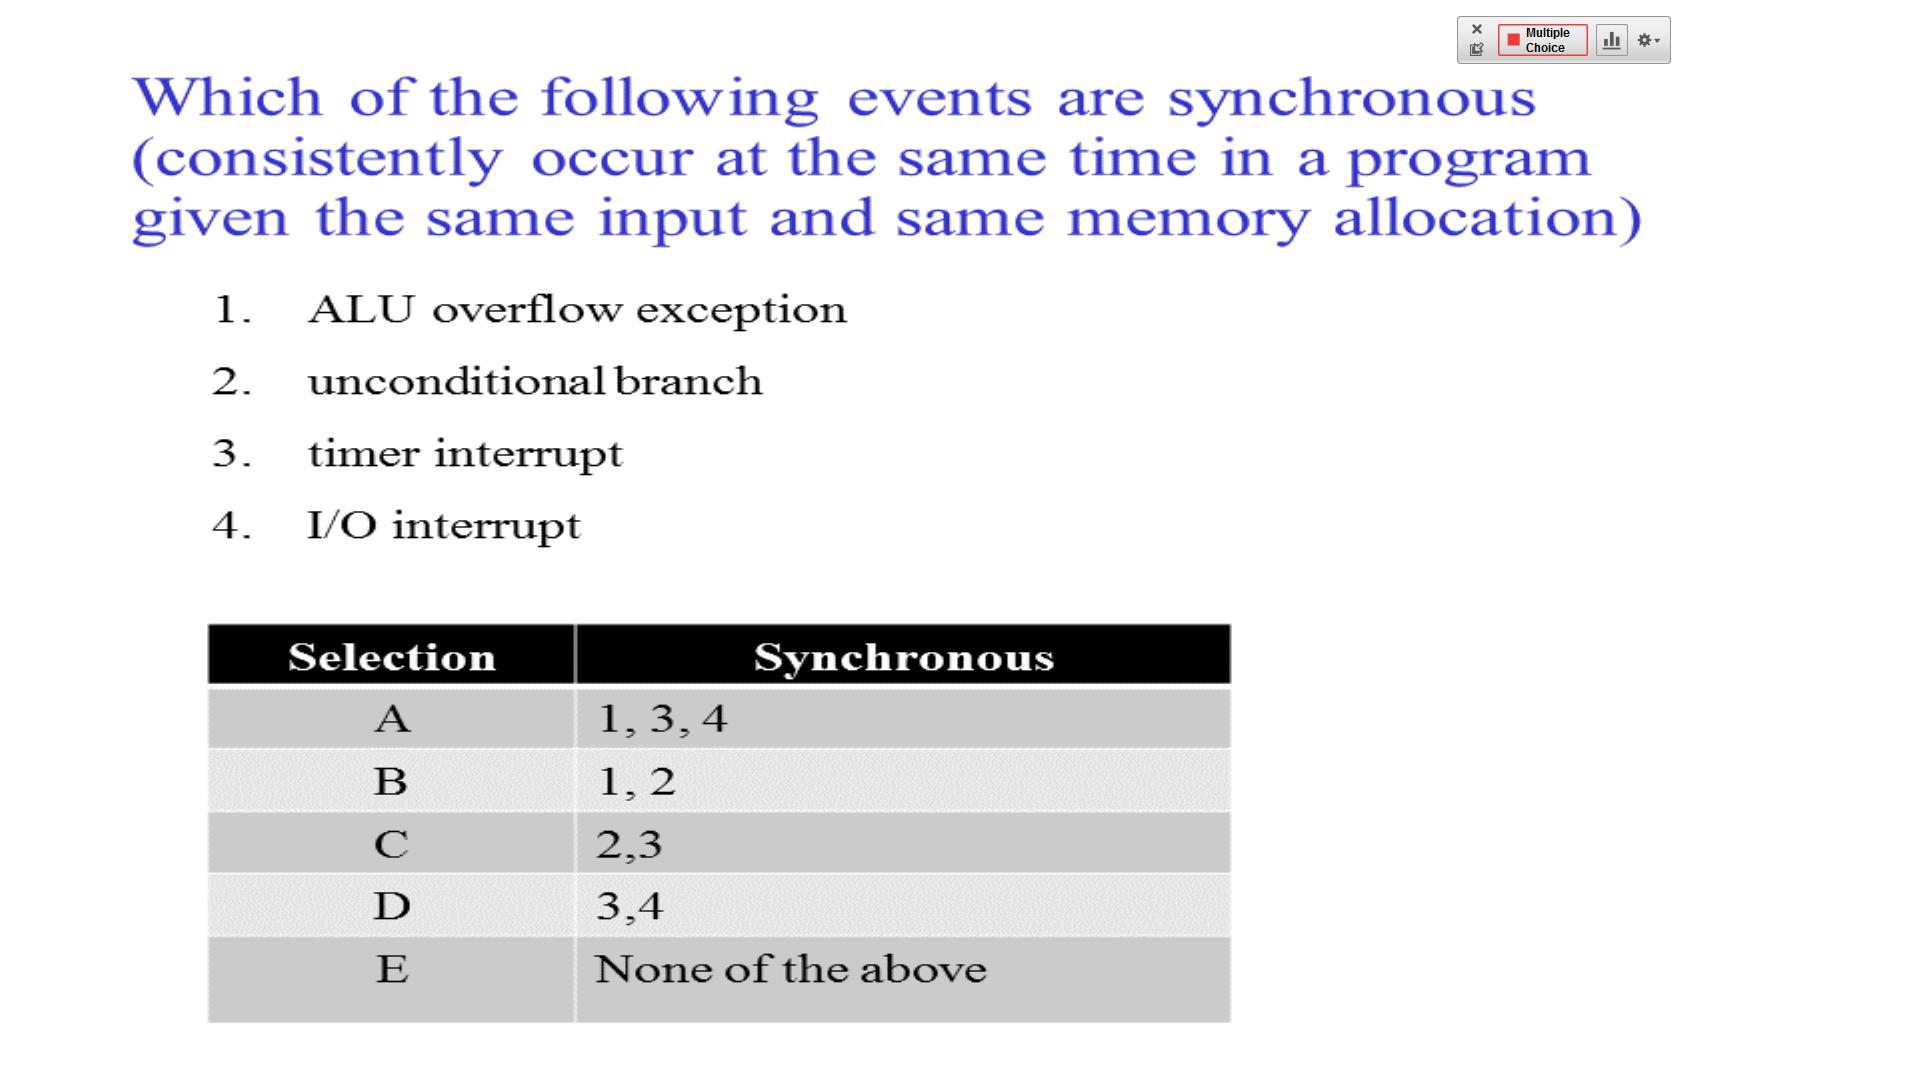 Multiple
Choice
Which of the following events are synchronous
(consistently occur at the same time in a program
given the same input and same memory allocation)
1. ALU overflow exception
2. unconditional branch
3. timer interrupt
4. I/O interrupt
Selection Synchronous
A 1, 3, 4
B 1, 2
C 2,3
D 3,4
E None of the above